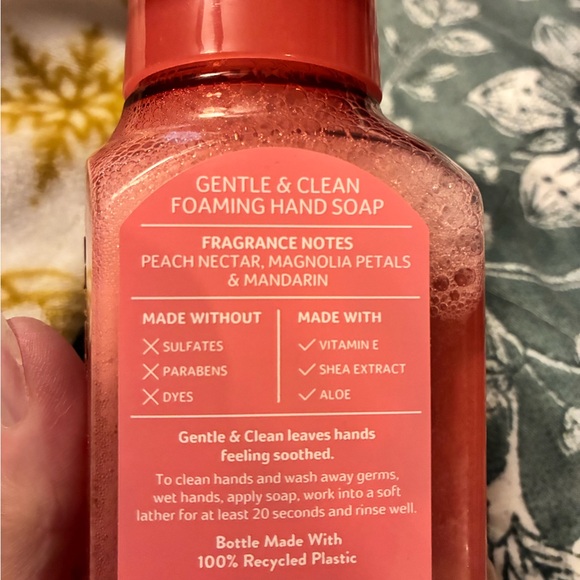 GENTLE & CLEAN
FOAMING HAND SOAP
FRAGRANCE NOTES
PEACH NECTAR, MAGNOLIA PETALS
& MANDARIN
MADE WITHOUT
SULFATES
PARABENS
DYES
MADE WITH
VITAMIN E
SHEA EXTRACT
ALOE
Gentle & Clean leaves hands
feeling soothed.
To clean hands and wash away germs,
wet hands, apply soap, work into a soft
lather for at least 20 seconds and rinse well.
Bottle Made With
100% Recycled Plastic